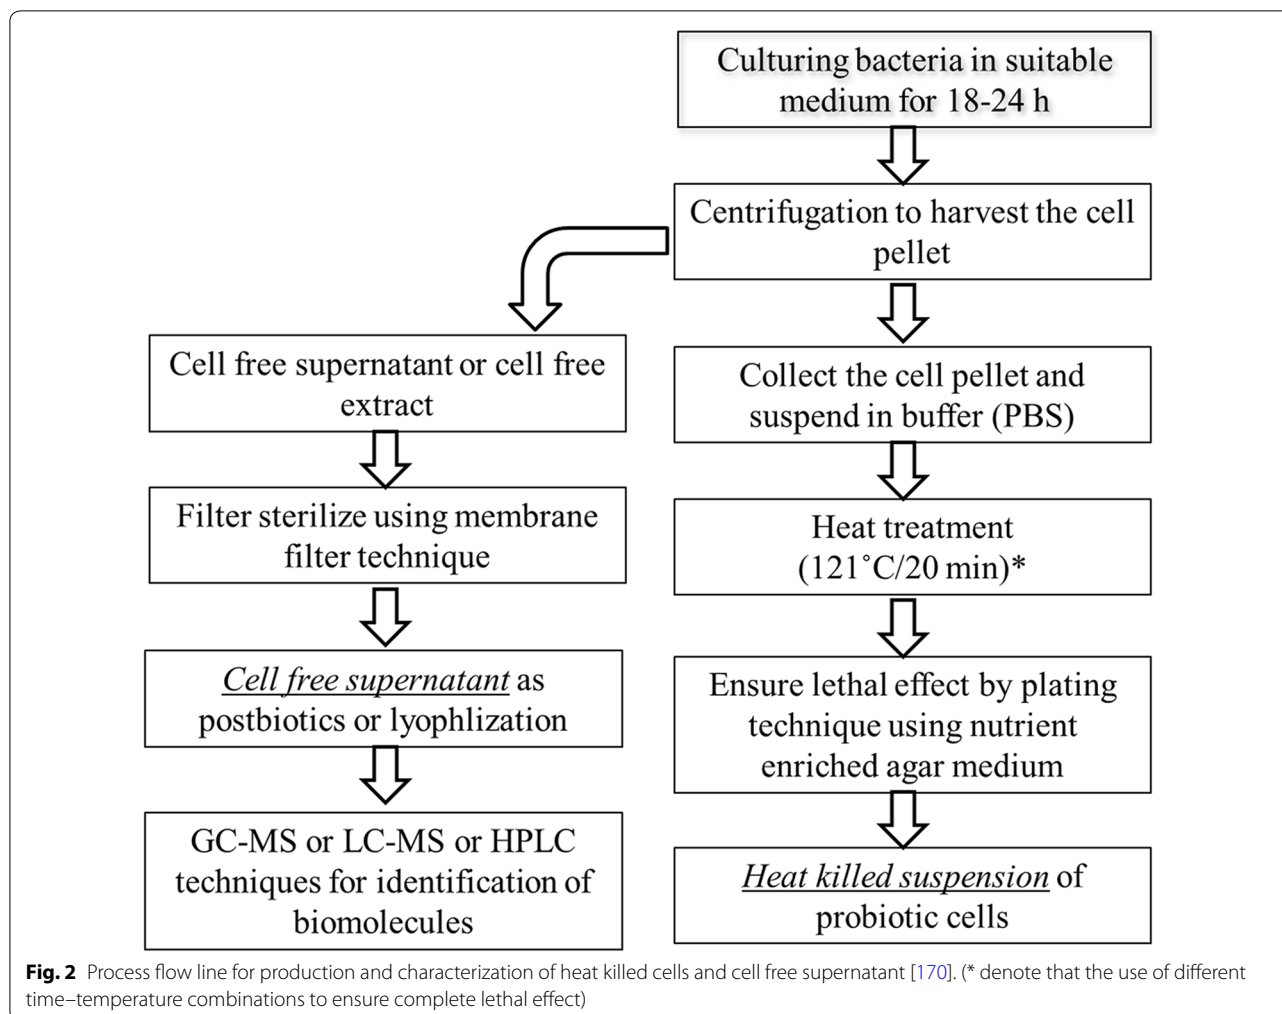 Culturing bacteria in suitable
medium for 18-24 h
Centrifugation to harvest the cell
pellet
Cell free supernatant or cell free
extract
Filter sterilize using membrane
filter technique
Cell free supernatant as
postbiotics or lyophlization
GC-MS or LC-MS or HPLC
techniques for identification of
biomolecules
Collect the cell pellet and
suspend in buffer (PBS)
Heat treatment
(121˚C/20 min)*
Ensure lethal effect by plating
technique using nutrient
enriched agar medium
Heat killed suspension of
probiotic cells
Fig. 2 Process flow line for production and characterization of heat killed cells and cell free supernatant [170]. (* denote that the use of different
time–temperature combinations to ensure complete lethal effect)